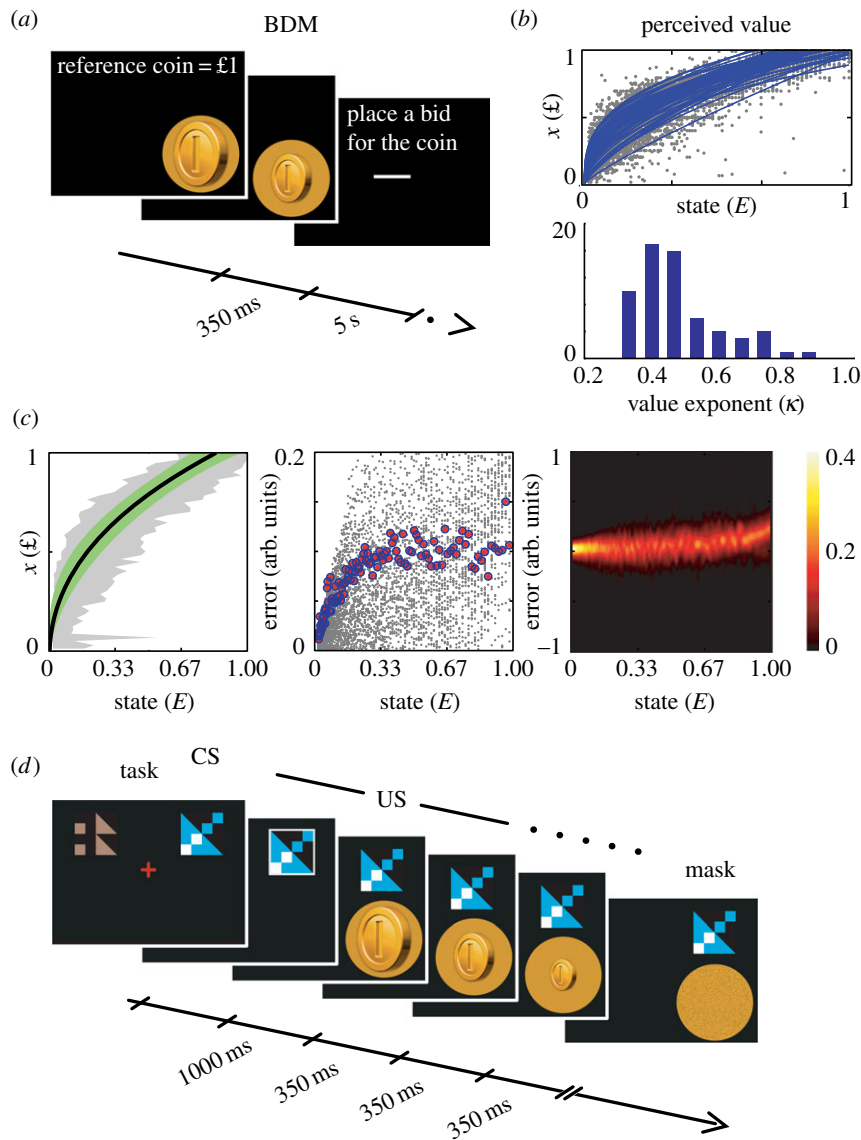 (a)
BDM
reference coin = £1
place a bid
for the coin
350 ms
5 s
(b)
perceived value
1
x (£)
0
0
state (E)
1
20
0
0.2
0.4
0.6
0.8
1.0
value exponent (κ)
(c)
1
x (£)
0
0
0.33
0.67
1.00
state (E)
0.2
error (arb. units)
0
0
0.33
0.67
1.00
state (E)
1
error (arb. units)
−1
0
0.33
0.67
1.00
state (E)
0.4
0.2
0
(d)
task
CS
US
mask
1000 ms
350 ms
350 ms
350 ms